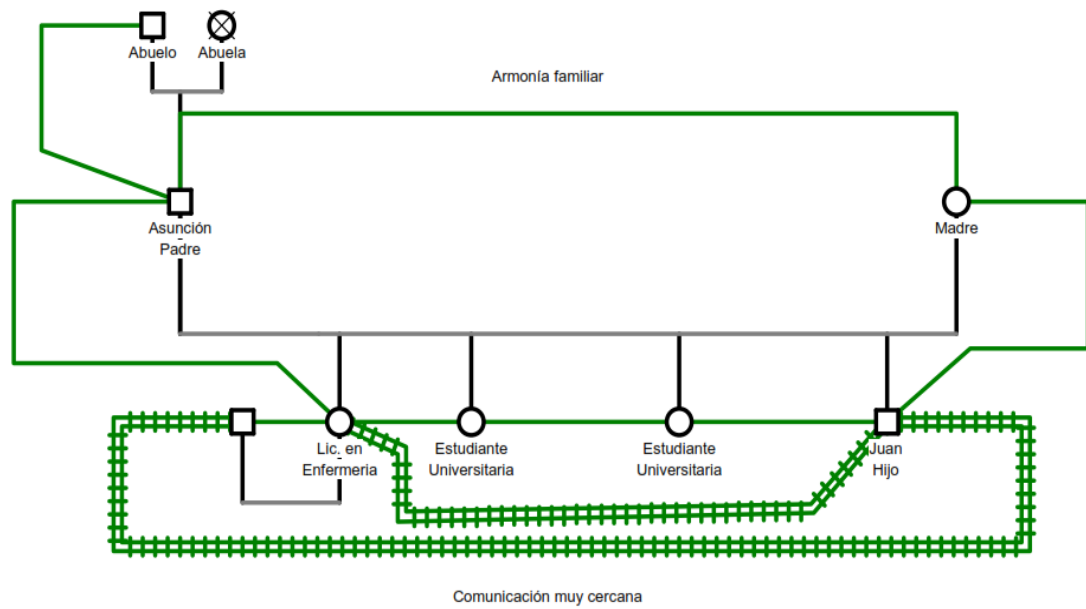 Abuelo
Abuela
Armonía familiar
Asunción
Padre
Madre
Lic. en
Enfermeria
Estudiante
Universitaria
Estudiante
Universitaria
Juan
Hijo
Comunicación muy cercana